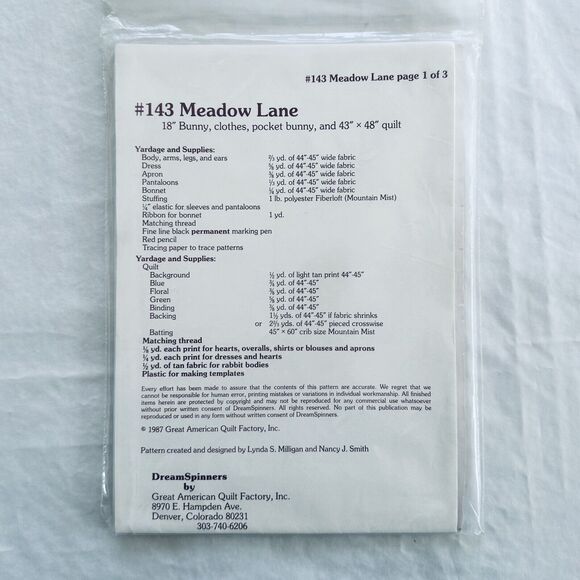 #143 Meadow Lane page 1 of 3
#143 Meadow Lane
18" Bunny, clothes, pocket bunny, and 43" × 48" quilt
Yardage and Supplies:
Body, arms, legs, and ears ⅔ yd. of 44"-45" wide fabric
Dress ⅝ yd. of 44"-45" wide fabric
Apron ⅜ yd. of 44"-45" wide fabric
Pantaloons ⅓ yd. of 44"-45" wide fabric
Bonnet yd. of 44"-45" wide fabric
Stuffing 1 lb. polyester Fiberloft (Mountain Mist)
¼" elastic for sleeves and pantaloons
Ribbon for bonnet 1 yd.
Matching thread
Fine line black permanent marking pen
Red pencil
Tracing paper to trace patterns
Yardage and Supplies:
Quilt
Background ½ yd. of light tan print 44"-45"
Blue ¾ yd. of 44"-45"
Floral yd. of 44"-45"
Green yd. of 44"-45"
Binding yd. of 44"-45"
Backing 1½ yds. of 44"-45" if fabric shrinks
or 2⅔ yds. of 44"-45" pieced crosswise
Batting 45" × 60" crib size Mountain Mist
Matching thread
⅛ yd. each print for hearts, overalls, shirts or blouses and aprons
¼ yd. each print for dresses and hearts
½ yd. of tan fabric for rabbit bodies
Plastic for making templates
Every effort has been made to assure that the contents of this pattern are accurate. We regret that we
cannot be responsible for human error, printing mistakes or variations in individual workmanship. All finished
items herein are protected by copyright and may not be reproduced for any commercial use whatsoever
without prior written consent of DreamSpinners. All rights reserved. No part of this publication may be
reproduced or used in any form without written consent of DreamSpinners.
© 1987 Great American Quilt Factory, Inc.
Pattern created and designed by Lynda S. Milligan and Nancy J. Smith
DreamSpinners
by
Great American Quilt Factory, Inc.
8970 E. Hampden Ave.
Denver, Colorado 80231
303-740-6206